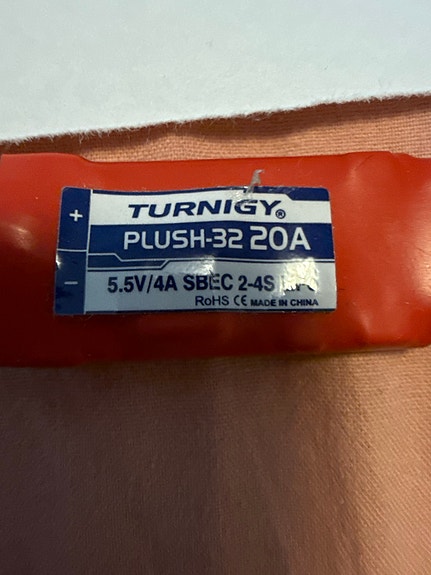 +
TURNIGY®
PLUSH-32 20A
−
5.5V/4A SBEC 2-4S
RoHS CE MADE IN CHINA